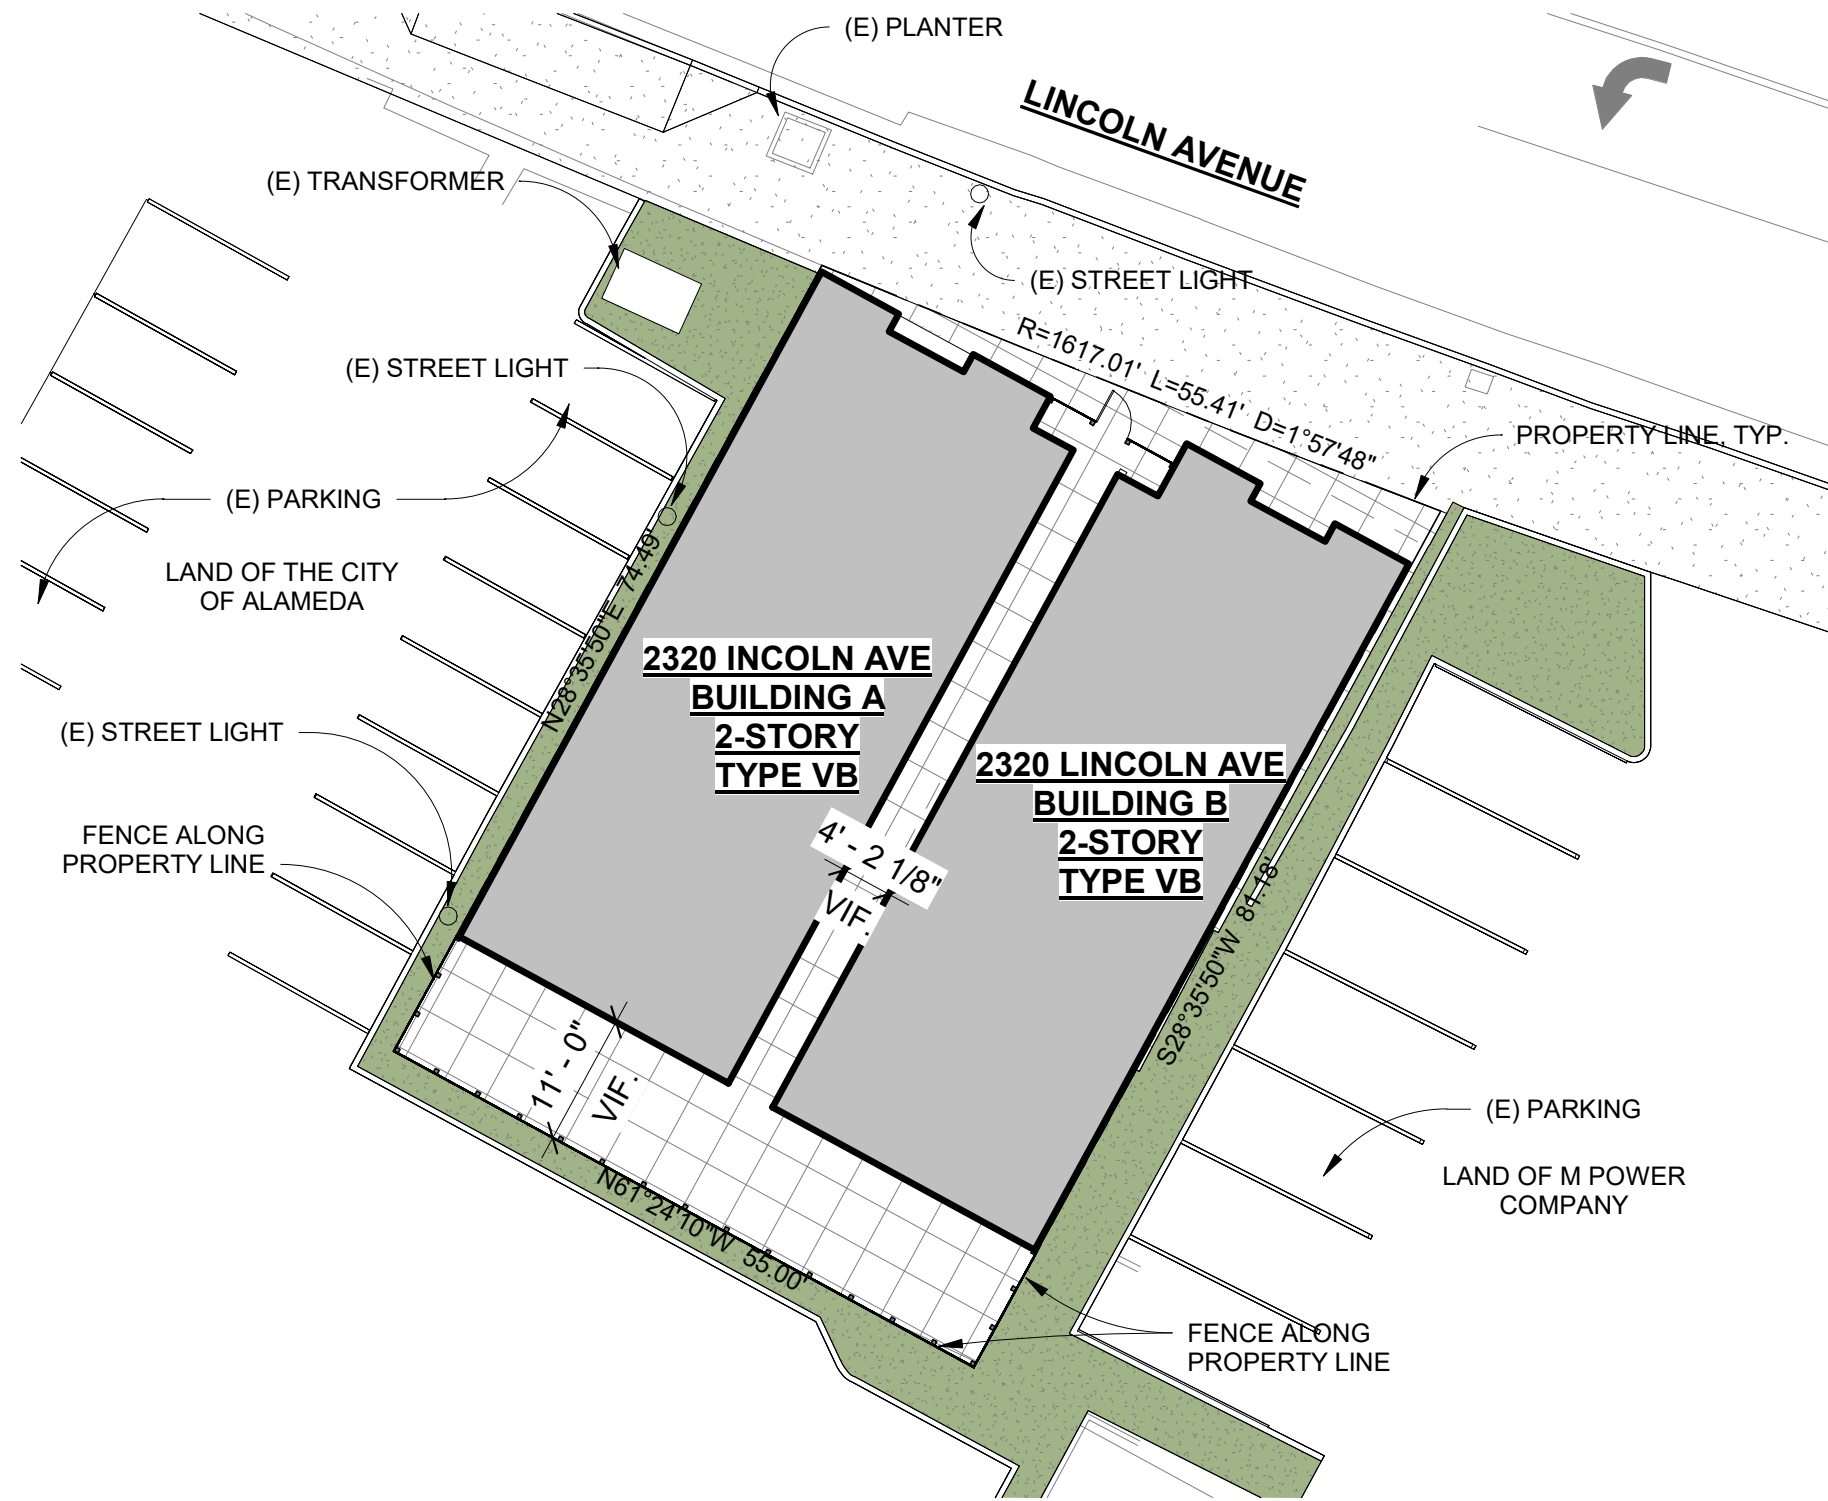 (E) PLANTER
LINCOLN AVENUE
(E) TRANSFORMER
(E) STREET LIGHT
R=1617.01' L=55.41' D=1°57'48"
(E) STREET LIGHT
PROPERTY LINE, TYP.
(E) PARKING
LAND OF THE CITY
OF ALAMEDA
N28°35'50"E 74.49'
2320 INCOLN AVE
BUILDING A
2-STORY
TYPE VB
(E) STREET LIGHT
2320 LINCOLN AVE
BUILDING B
2-STORY
TYPE VB
FENCE ALONG
PROPERTY LINE
4' - 2 1/8"
VIF.
S28°35'50"W 81.18'
11' - 0"
VIF.
(E) PARKING
LAND OF M POWER
COMPANY
N61°24'10"W 55.00'
FENCE ALONG
PROPERTY LINE